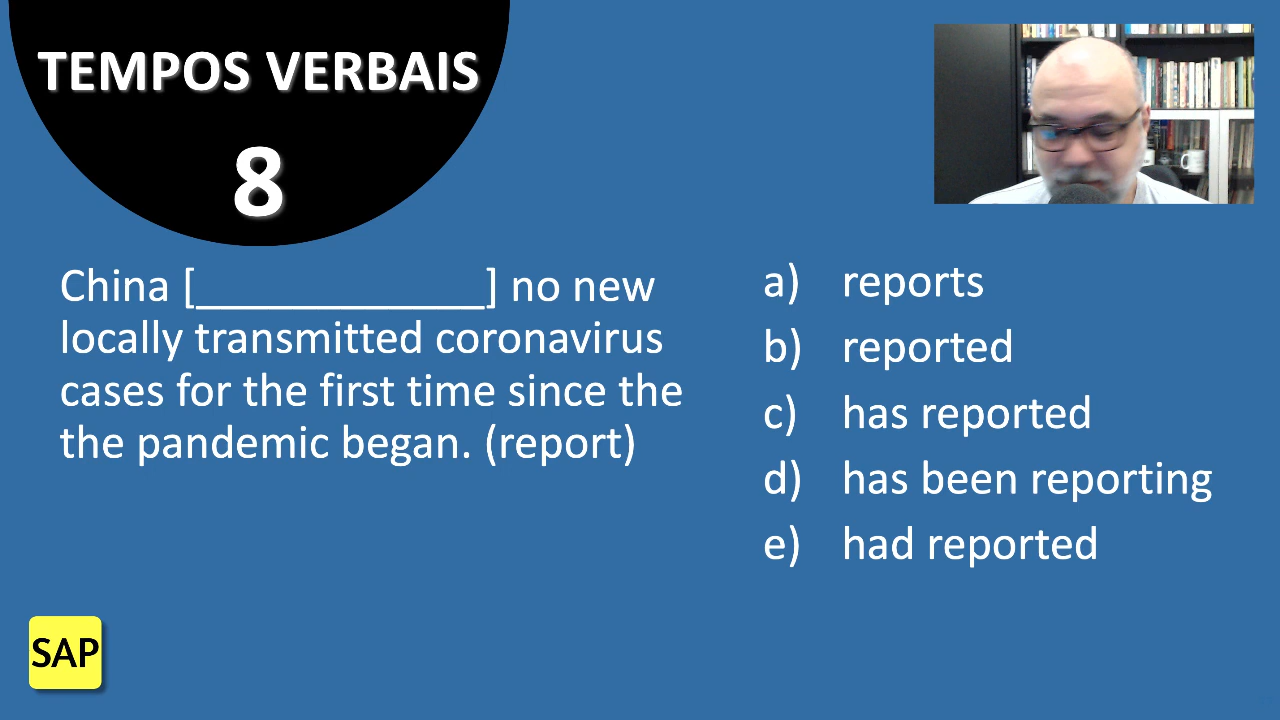 TEMPOS VERBAIS
8
China [_____________] no new
locally transmitted coronavirus
cases for the first time since the
the pandemic began. (report)
a) reports
b) reported
c) has reported
d) has been reporting
e) had reported
SAP